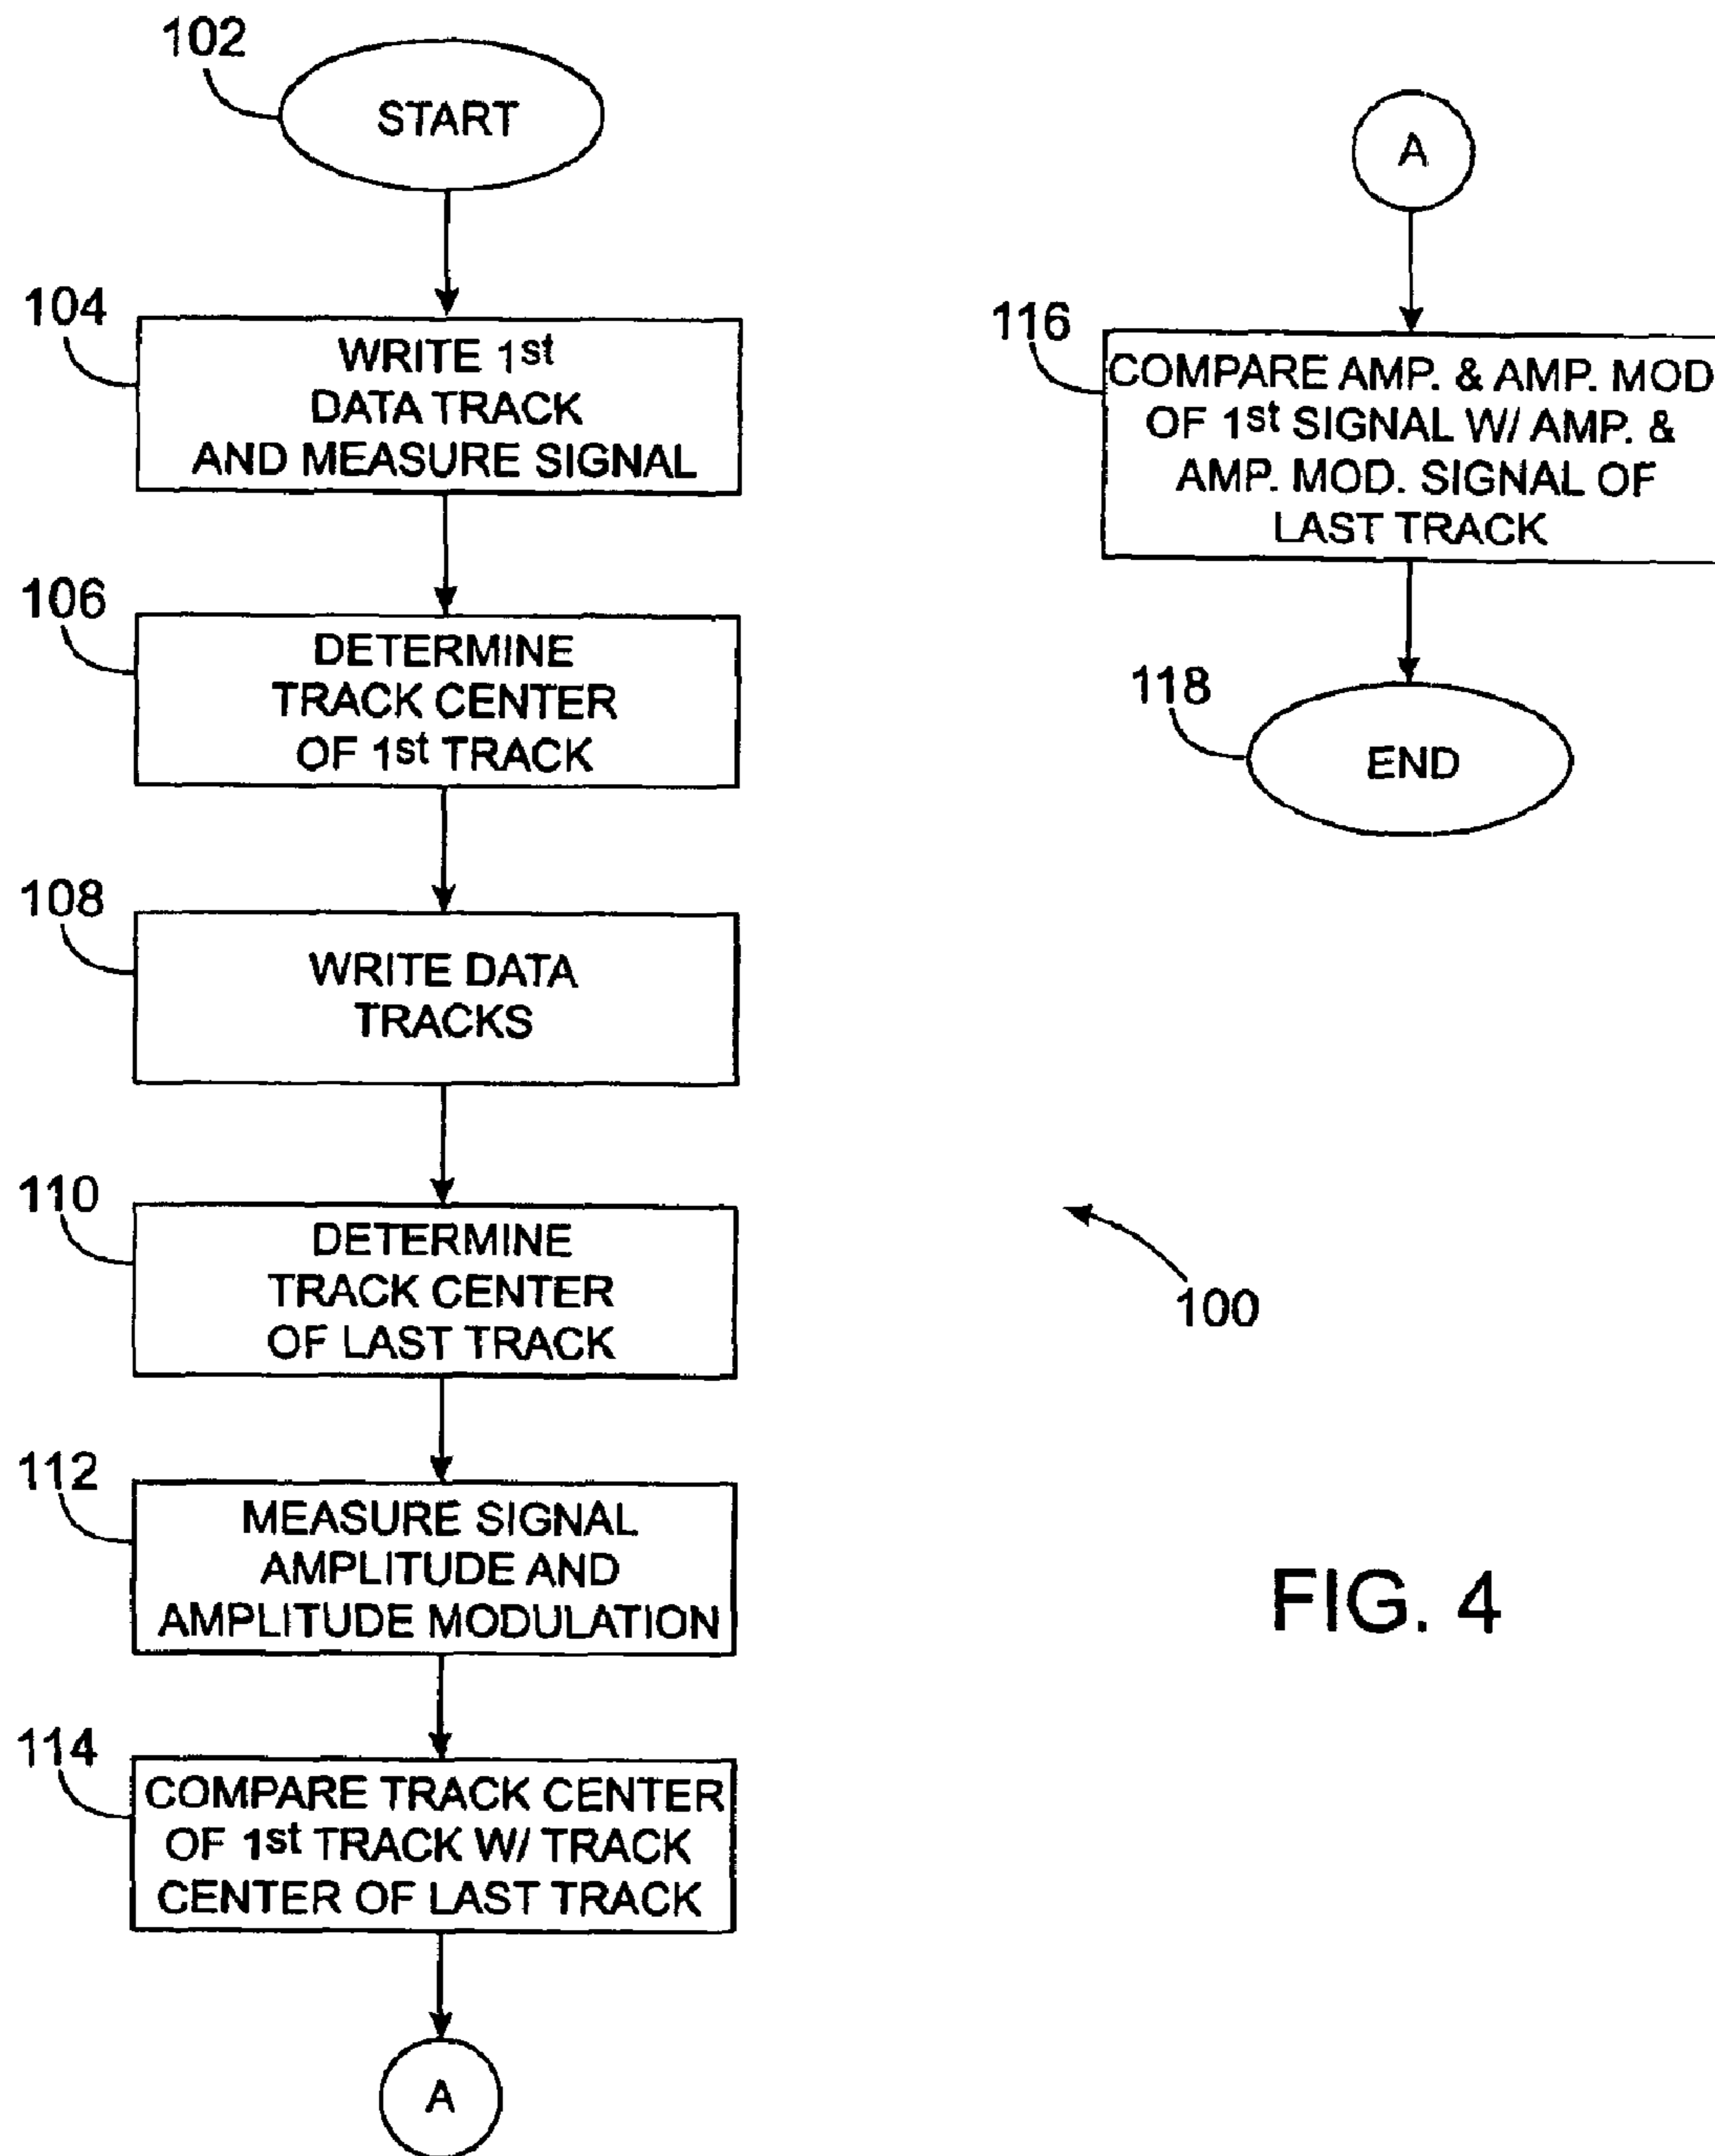 102
START
104
WRITE 1st
DATA TRACK
AND MEASURE SIGNAL
106
DETERMINE
TRACK CENTER
OF 1st TRACK
108
WRITE DATA
TRACKS
110
DETERMINE
TRACK CENTER
OF LAST TRACK
112
MEASURE SIGNAL
AMPLITUDE AND
AMPLITUDE MODULATION
114
COMPARE TRACK CENTER
OF 1st TRACK W/ TRACK
CENTER OF LAST TRACK
A
A
116
COMPARE AMP. & AMP. MOD
OF 1st SIGNAL W/ AMP. &
AMP. MOD. SIGNAL OF
LAST TRACK
118
END
100
FIG. 4